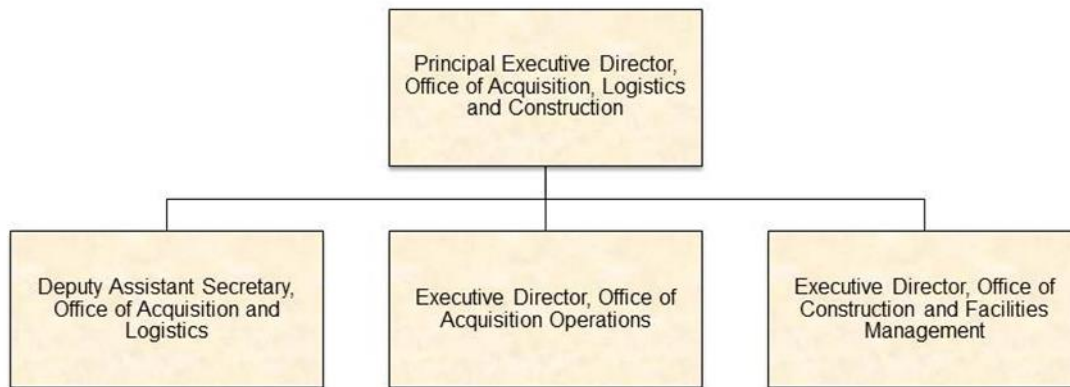 Principal Executive Director,
Office of Acquisition, Logistics
and Construction
Deputy Assistant Secretary,
Office of Acquisition and
Logistics
Executive Director, Office of
Acquisition Operations
Executive Director, Office of
Construction and Facilities
Management